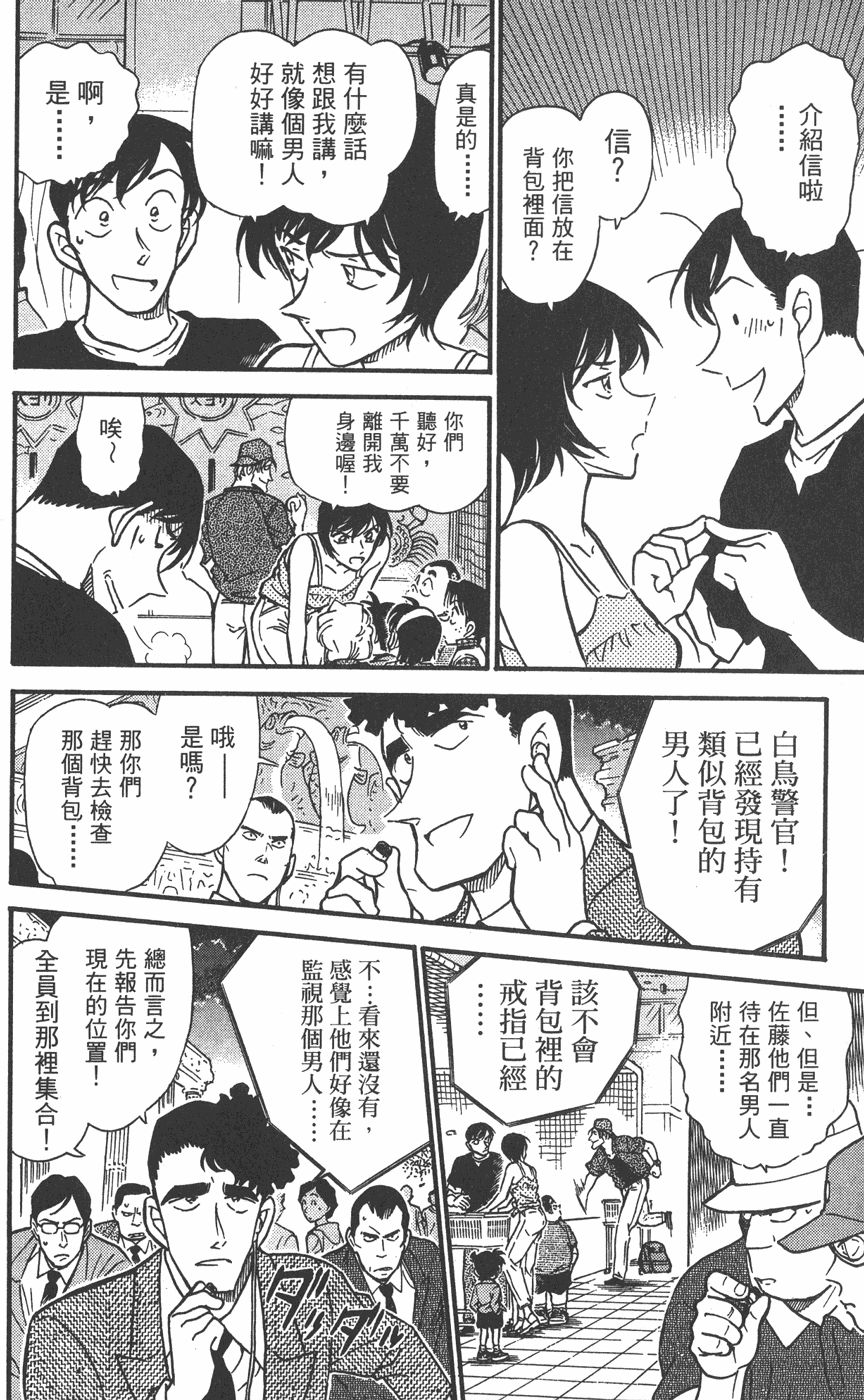 介紹信啦
……
信？
你把信放在
背包裡面？
真是的……
有什麼話
想跟我講，
就像個男人
好好講嘛！
啊，
是……
你們
聽好，
千萬不要
離開我
身邊喔！
唉～
白鳥警官！
已經發現持有
類似背包的
男人了！
哦——
是嗎？
那你們
趕快去檢查
那個背包……
但、但是…
佐藤他們一直
待在那名男人
附近……
該不會
背包裡的
戒指已經
……
不…看來還沒有，
感覺上他們好像在
監視那個男人……
總而言之，
先報告你們
現在的位置！
全員到那裡集合！
ダッ
ダッ